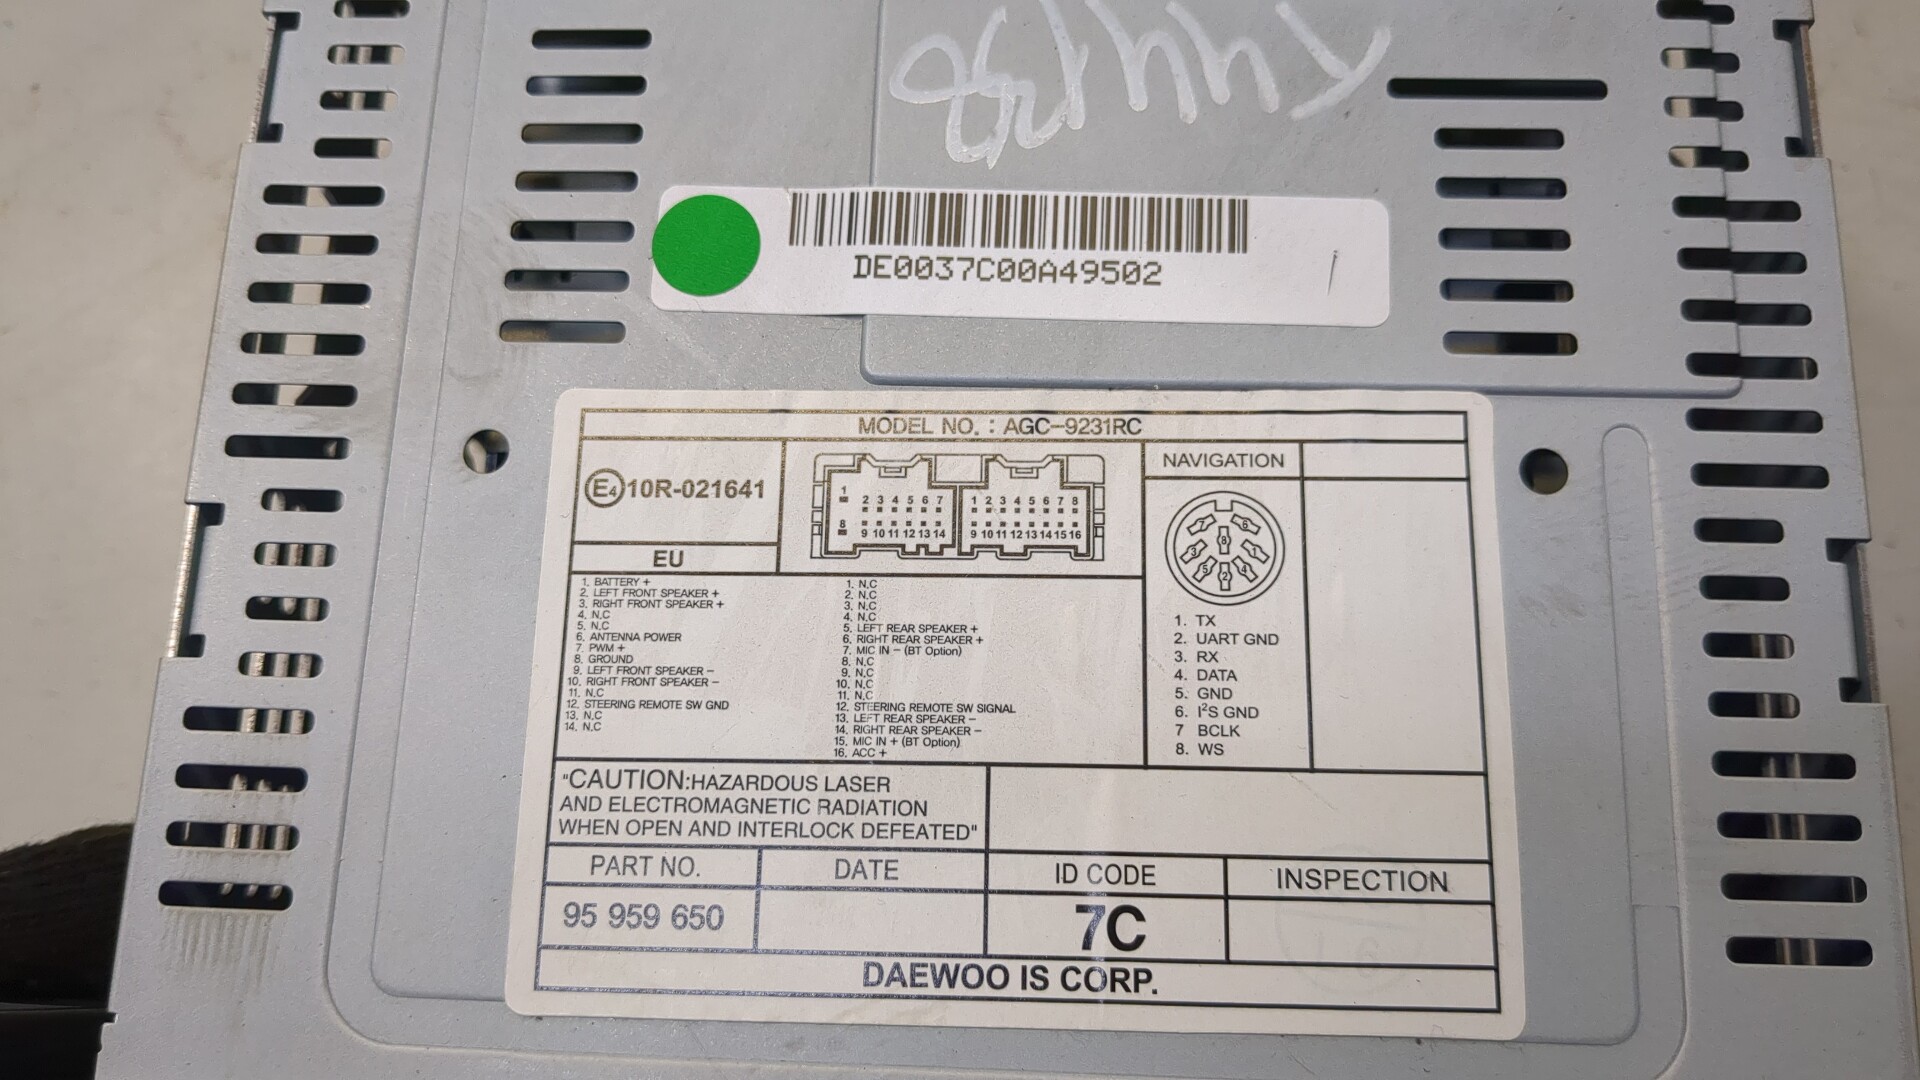 DE0037C00A49502
MODEL NO. : AGC-9231RC
E4 10R-021641
EU
1 2 3 4 5 6 7
8 9 10 11 12 13 14
1 2 3 4 5 6 7 8
9 10 11 12 13 14 15 16
NAVIGATION
7 6
8
3 1
5 2 4
1. BATTERY +
2. LEFT FRONT SPEAKER +
3. RIGHT FRONT SPEAKER +
4. N.C
5. N.C
6. ANTENNA POWER
7. PWM +
8. GROUND
9. LEFT FRONT SPEAKER -
10. RIGHT FRONT SPEAKER -
11. N.C
12. STEERING REMOTE SW GND
13. N.C
14. N.C
1. N.C
2. N.C
3. N.C
4. N.C
5. LEFT REAR SPEAKER +
6. RIGHT REAR SPEAKER +
7. MIC IN - (BT Option)
8. N.C
9. N.C
10. N.C
11. N.C
12. STEERING REMOTE SW SIGNAL
13. LEFT REAR SPEAKER -
14. RIGHT REAR SPEAKER -
15. MIC IN + (BT Option)
16. ACC +
1. TX
2. UART GND
3. RX
4. DATA
5. GND
6. I²S GND
7 BCLK
8. WS
"CAUTION:HAZARDOUS LASER
AND ELECTROMAGNETIC RADIATION
WHEN OPEN AND INTERLOCK DEFEATED"
PART NO. DATE ID CODE INSPECTION
95 959 650 7C
DAEWOO IS CORP.